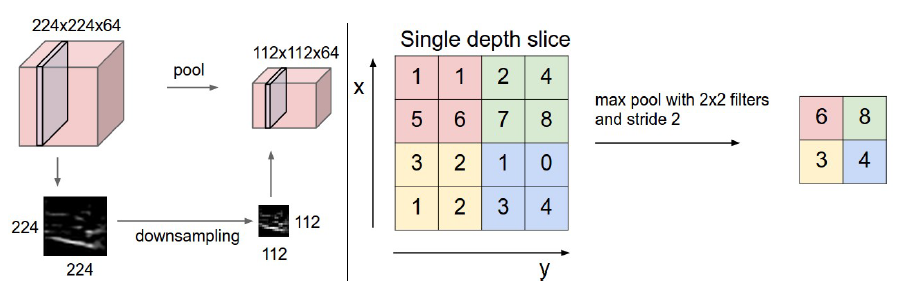 224x224x64
pool
112x112x64
224
downsampling
112
112
224
Single depth slice
x
1 1 2 4
5 6 7 8
3 2 1 0
1 2 3 4
y
max pool with 2x2 filters
and stride 2
6 8
3 4